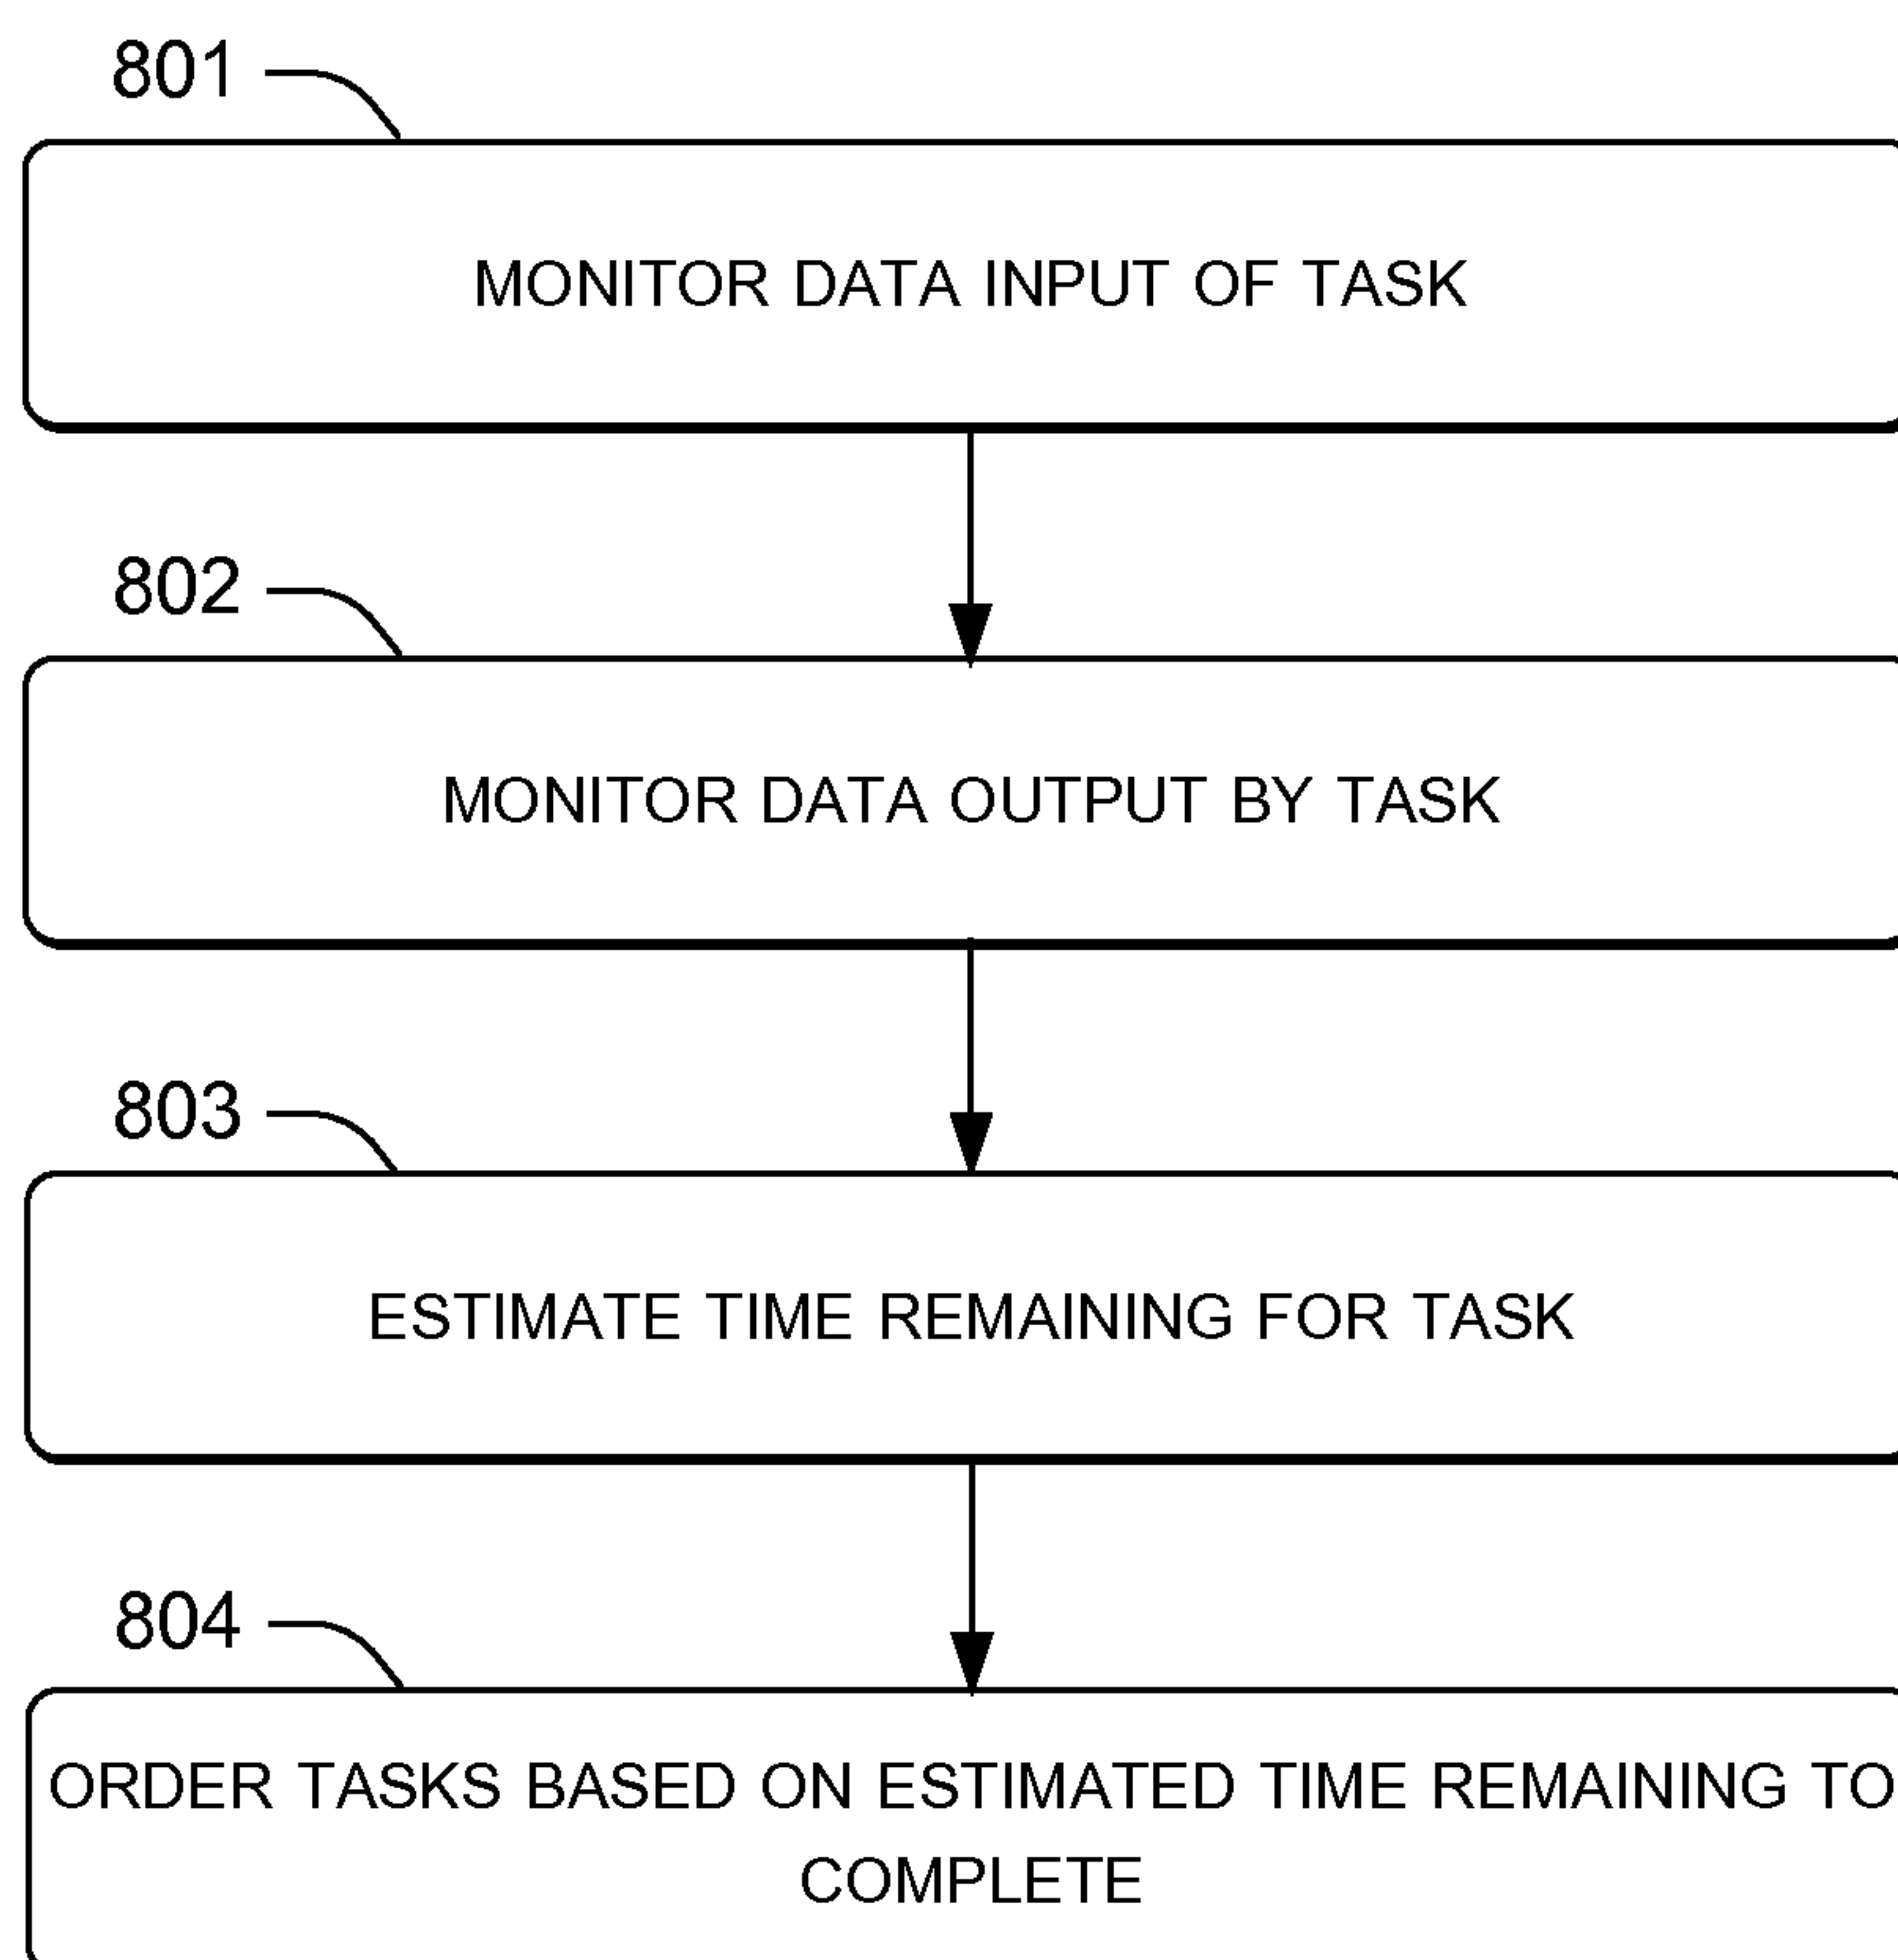 801
MONITOR DATA INPUT OF TASK
802
MONITOR DATA OUTPUT BY TASK
803
ESTIMATE TIME REMAINING FOR TASK
804
ORDER TASKS BASED ON ESTIMATED TIME REMAINING TO
COMPLETE